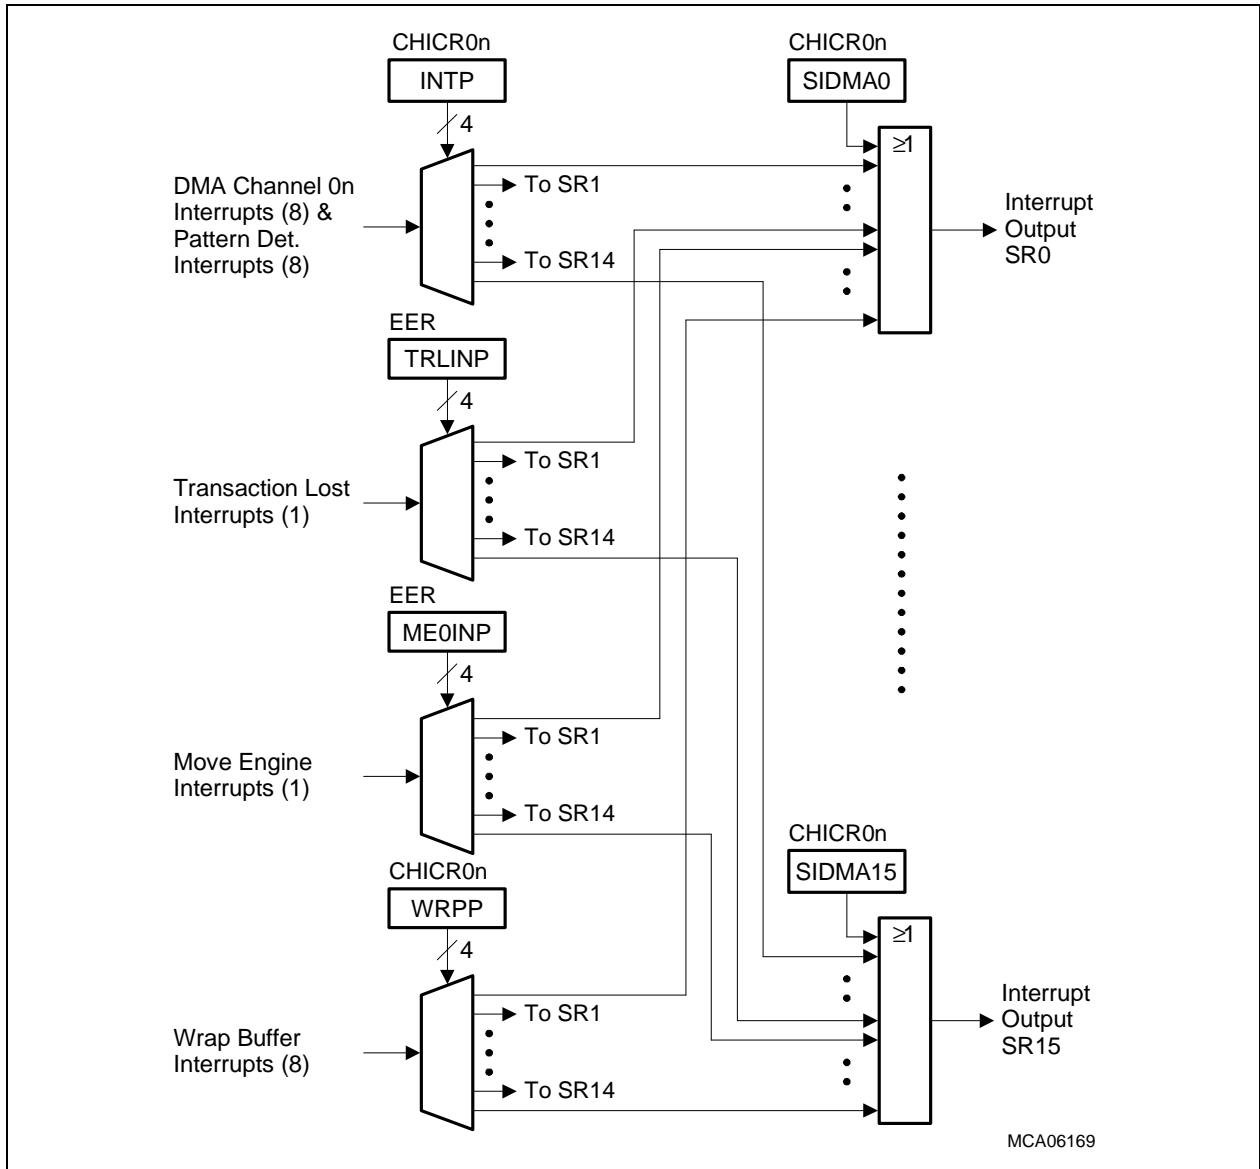 CHICR0n
INTP
4
DMA Channel 0n
Interrupts (8) &
Pattern Det.
Interrupts (8)
To SR1
To SR14
CHICR0n
SIDMA0
≥1
Interrupt
Output
SR0
EER
TRLINP
4
Transaction Lost
Interrupts (1)
To SR1
To SR14
EER
ME0INP
4
Move Engine
Interrupts (1)
To SR1
To SR14
CHICR0n
WRPP
4
Wrap Buffer
Interrupts (8)
To SR1
To SR14
CHICR0n
SIDMA15
≥1
Interrupt
Output
SR15
MCA06169